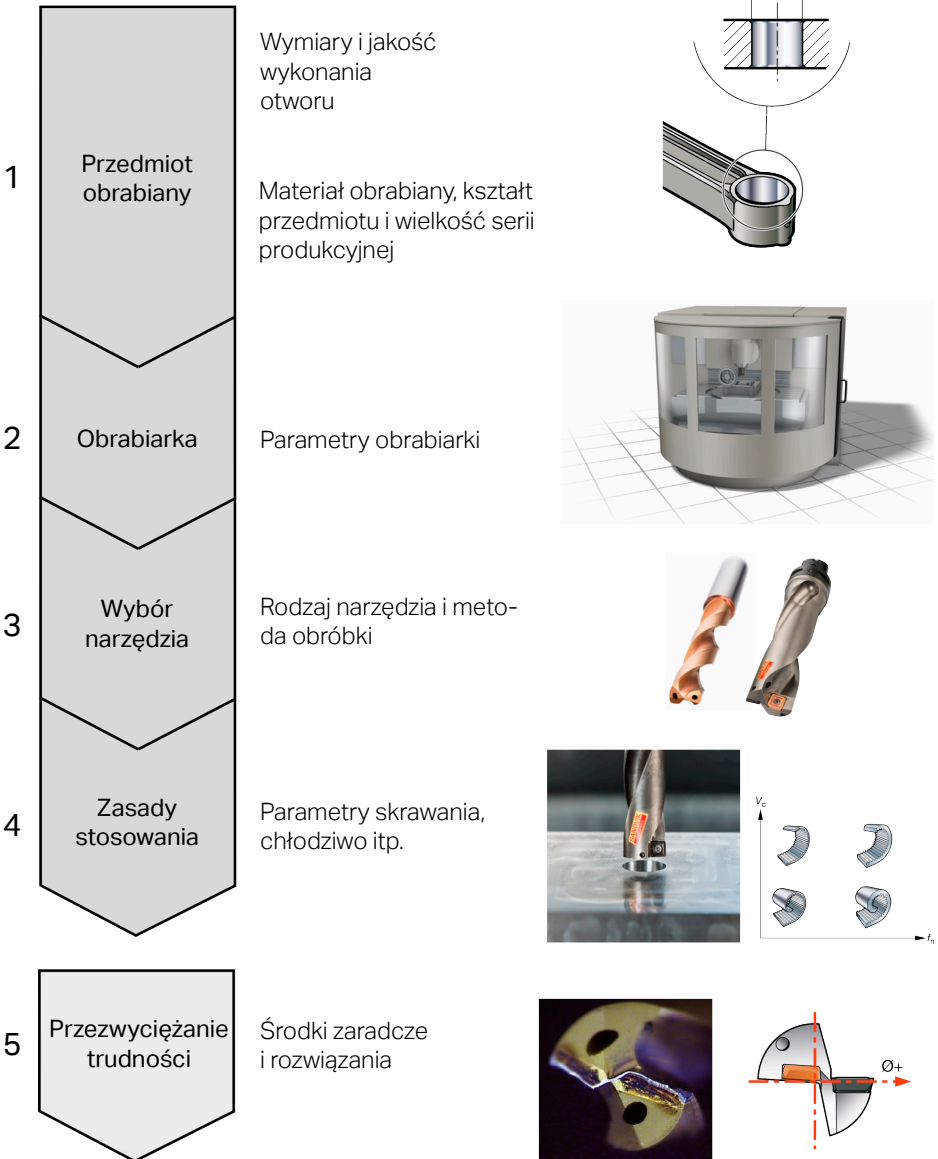 Wymiary i jakość
wykonania
otworu
1
Przedmiot
obrabiany
Materiał obrabiany, kształt
przedmiotu i wielkość serii
produkcyjnej
2
Obrabiarka
Parametry obrabiarki
3
Wybór
narzędzia
Rodzaj narzędzia i meto-
da obróbki
4
Zasady
stosowania
Parametry skrawania,
chłodziwo itp.
Vc
fn
5
Przezwyciężanie
trudności
Środki zaradcze
i rozwiązania
Ø+